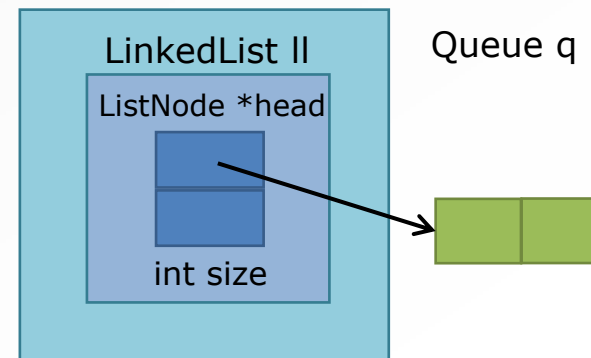 LinkedList ll
Queue q
ListNode *head
int size